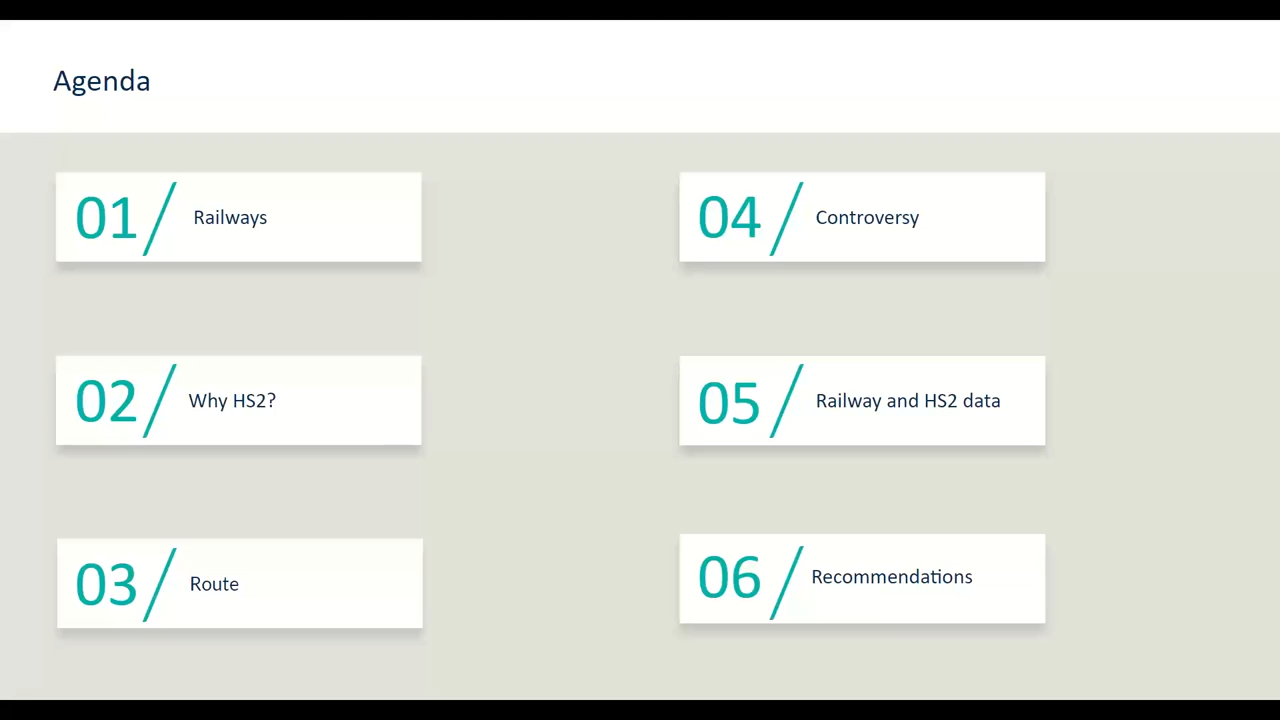 Agenda
01 Railways
02 Why HS2?
03 Route
04 Controversy
05 Railway and HS2 data
06 Recommendations